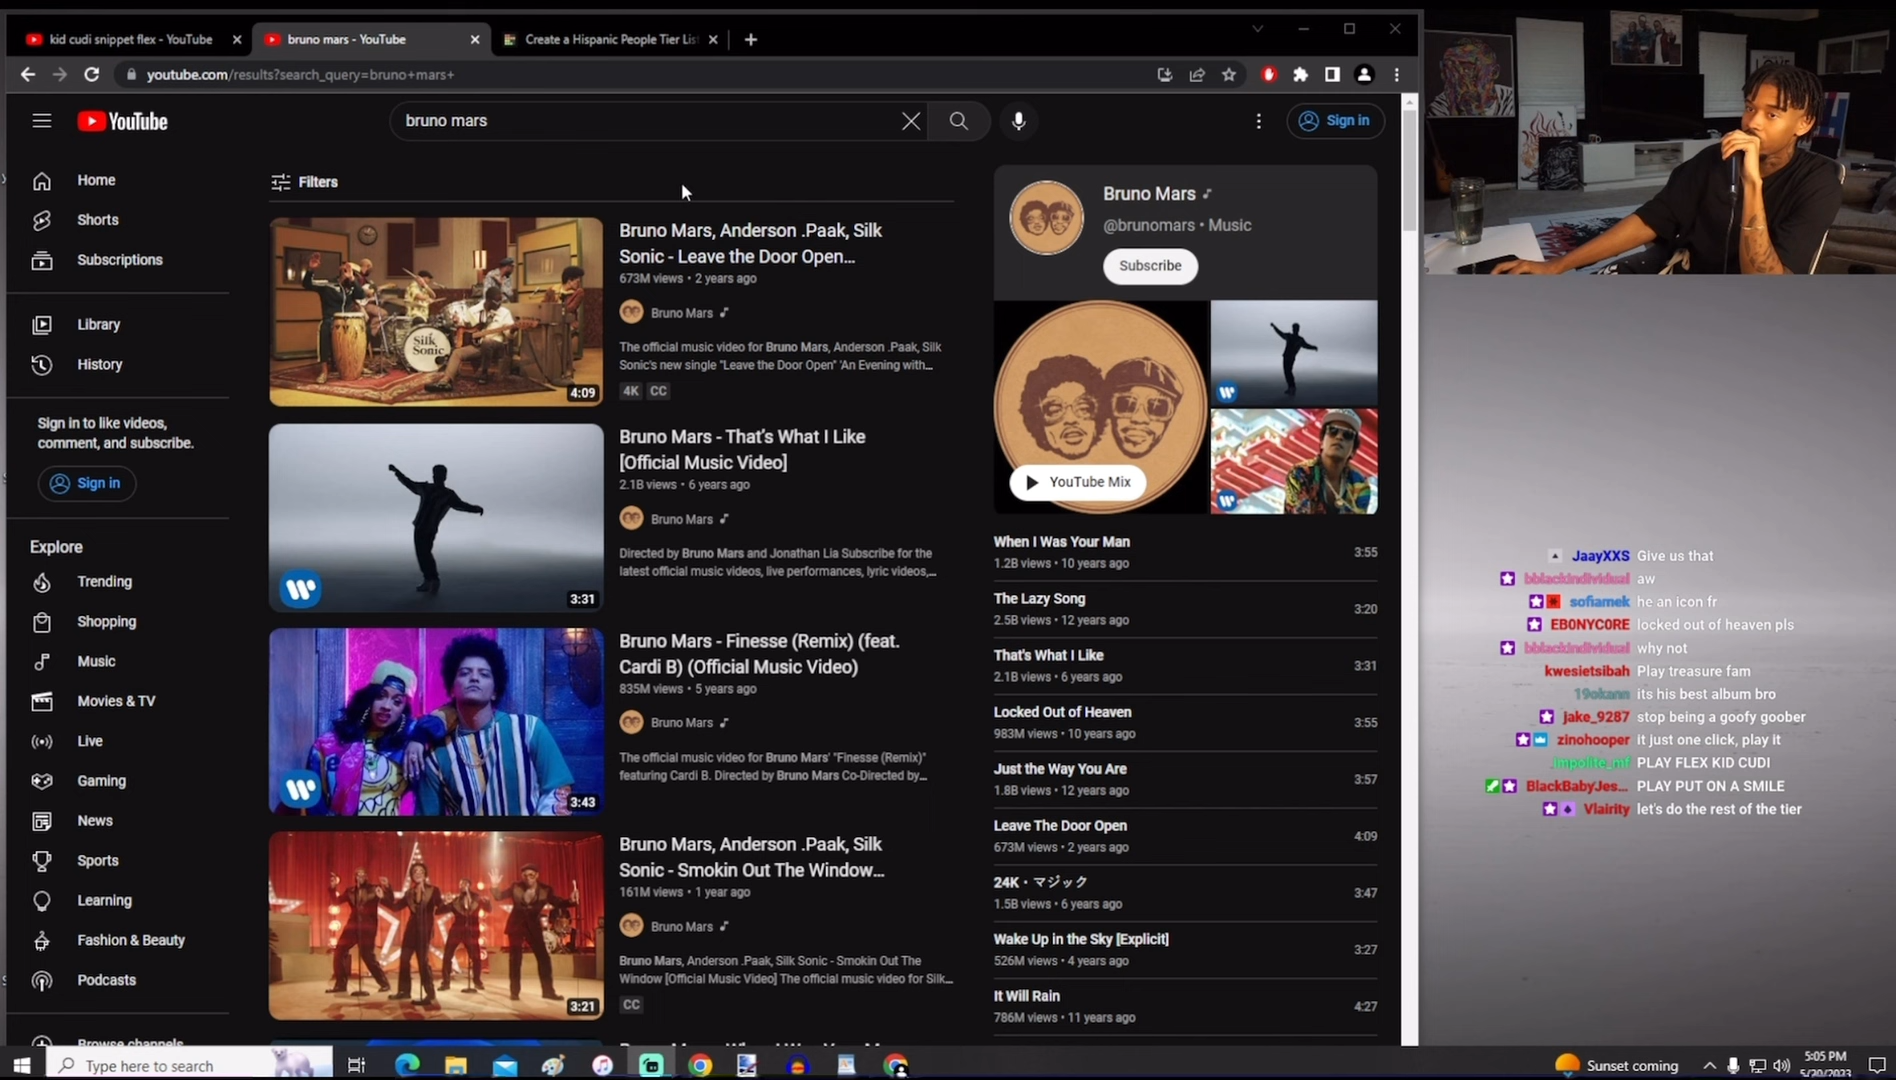 kid cudi snippet flex - YouTube
bruno mars - YouTube
Create a Hispanic People Tier Lis
youtube.com/results?search_query=bruno+mars+
YouTube
bruno mars
Sign in
Home
Shorts
Subscriptions
Library
History
Sign in to like videos,
comment, and subscribe.
Sign in
Explore
Trending
Shopping
Music
Movies & TV
Live
Gaming
News
Sports
Learning
Fashion & Beauty
Podcasts
Browse channels
Filters
Silk
Sonic
4:09
Bruno Mars, Anderson .Paak, Silk
Sonic - Leave the Door Open...
673M views • 2 years ago
Bruno Mars
The official music video for Bruno Mars, Anderson .Paak, Silk
Sonic's new single "Leave the Door Open" 'An Evening with...
4K CC
3:31
Bruno Mars - That's What I Like
[Official Music Video]
2.1B views • 6 years ago
Bruno Mars
Directed by Bruno Mars and Jonathan Lia Subscribe for the
latest official music videos, live performances, lyric videos,...
3:43
Bruno Mars - Finesse (Remix) (feat.
Cardi B) (Official Music Video)
835M views • 5 years ago
Bruno Mars
The official music video for Bruno Mars' "Finesse (Remix)"
featuring Cardi B. Directed by Bruno Mars Co-Directed by...
3:21
Bruno Mars, Anderson .Paak, Silk
Sonic - Smokin Out The Window...
161M views • 1 year ago
Bruno Mars
Bruno Mars, Anderson .Paak, Silk Sonic - Smokin Out The
Window [Official Music Video] The official music video for Silk...
CC
Bruno Mars
@brunomars • Music
Subscribe
YouTube Mix
When I Was Your Man
1.2B views • 10 years ago
3:55
The Lazy Song
2.5B views • 12 years ago
3:20
That's What I Like
2.1B views • 6 years ago
3:31
Locked Out of Heaven
983M views • 10 years ago
3:55
Just the Way You Are
1.8B views • 12 years ago
3:57
Leave The Door Open
673M views • 2 years ago
4:09
24K・マジック
1.5B views • 6 years ago
3:47
Wake Up in the Sky [Explicit]
526M views • 4 years ago
3:27
It Will Rain
786M views • 11 years ago
4:27
JaayXXS Give us that
bblackindividual aw
sofiamek he an icon fr
EB0NYC0RE locked out of heaven pls
bblackindividual why not
kwesietsibah Play treasure fam
19okann its his best album bro
jake_9287 stop being a goofy goober
zinohooper it just one click, play it
impolite_mf PLAY FLEX KID CUDI
BlackBabyJes... PLAY PUT ON A SMILE
Vlairity let's do the rest of the tier
Type here to search
Sunset coming
5:05 PM
5/20/2023